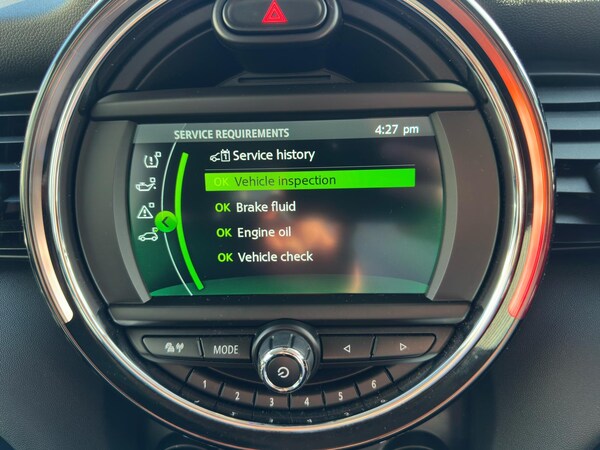 SERVICE REQUIREMENTS 4:27 pm
Service history
OK Vehicle inspection
OK Brake fluid
OK Engine oil
OK Vehicle check
MODE
1 2 3 4 5 6